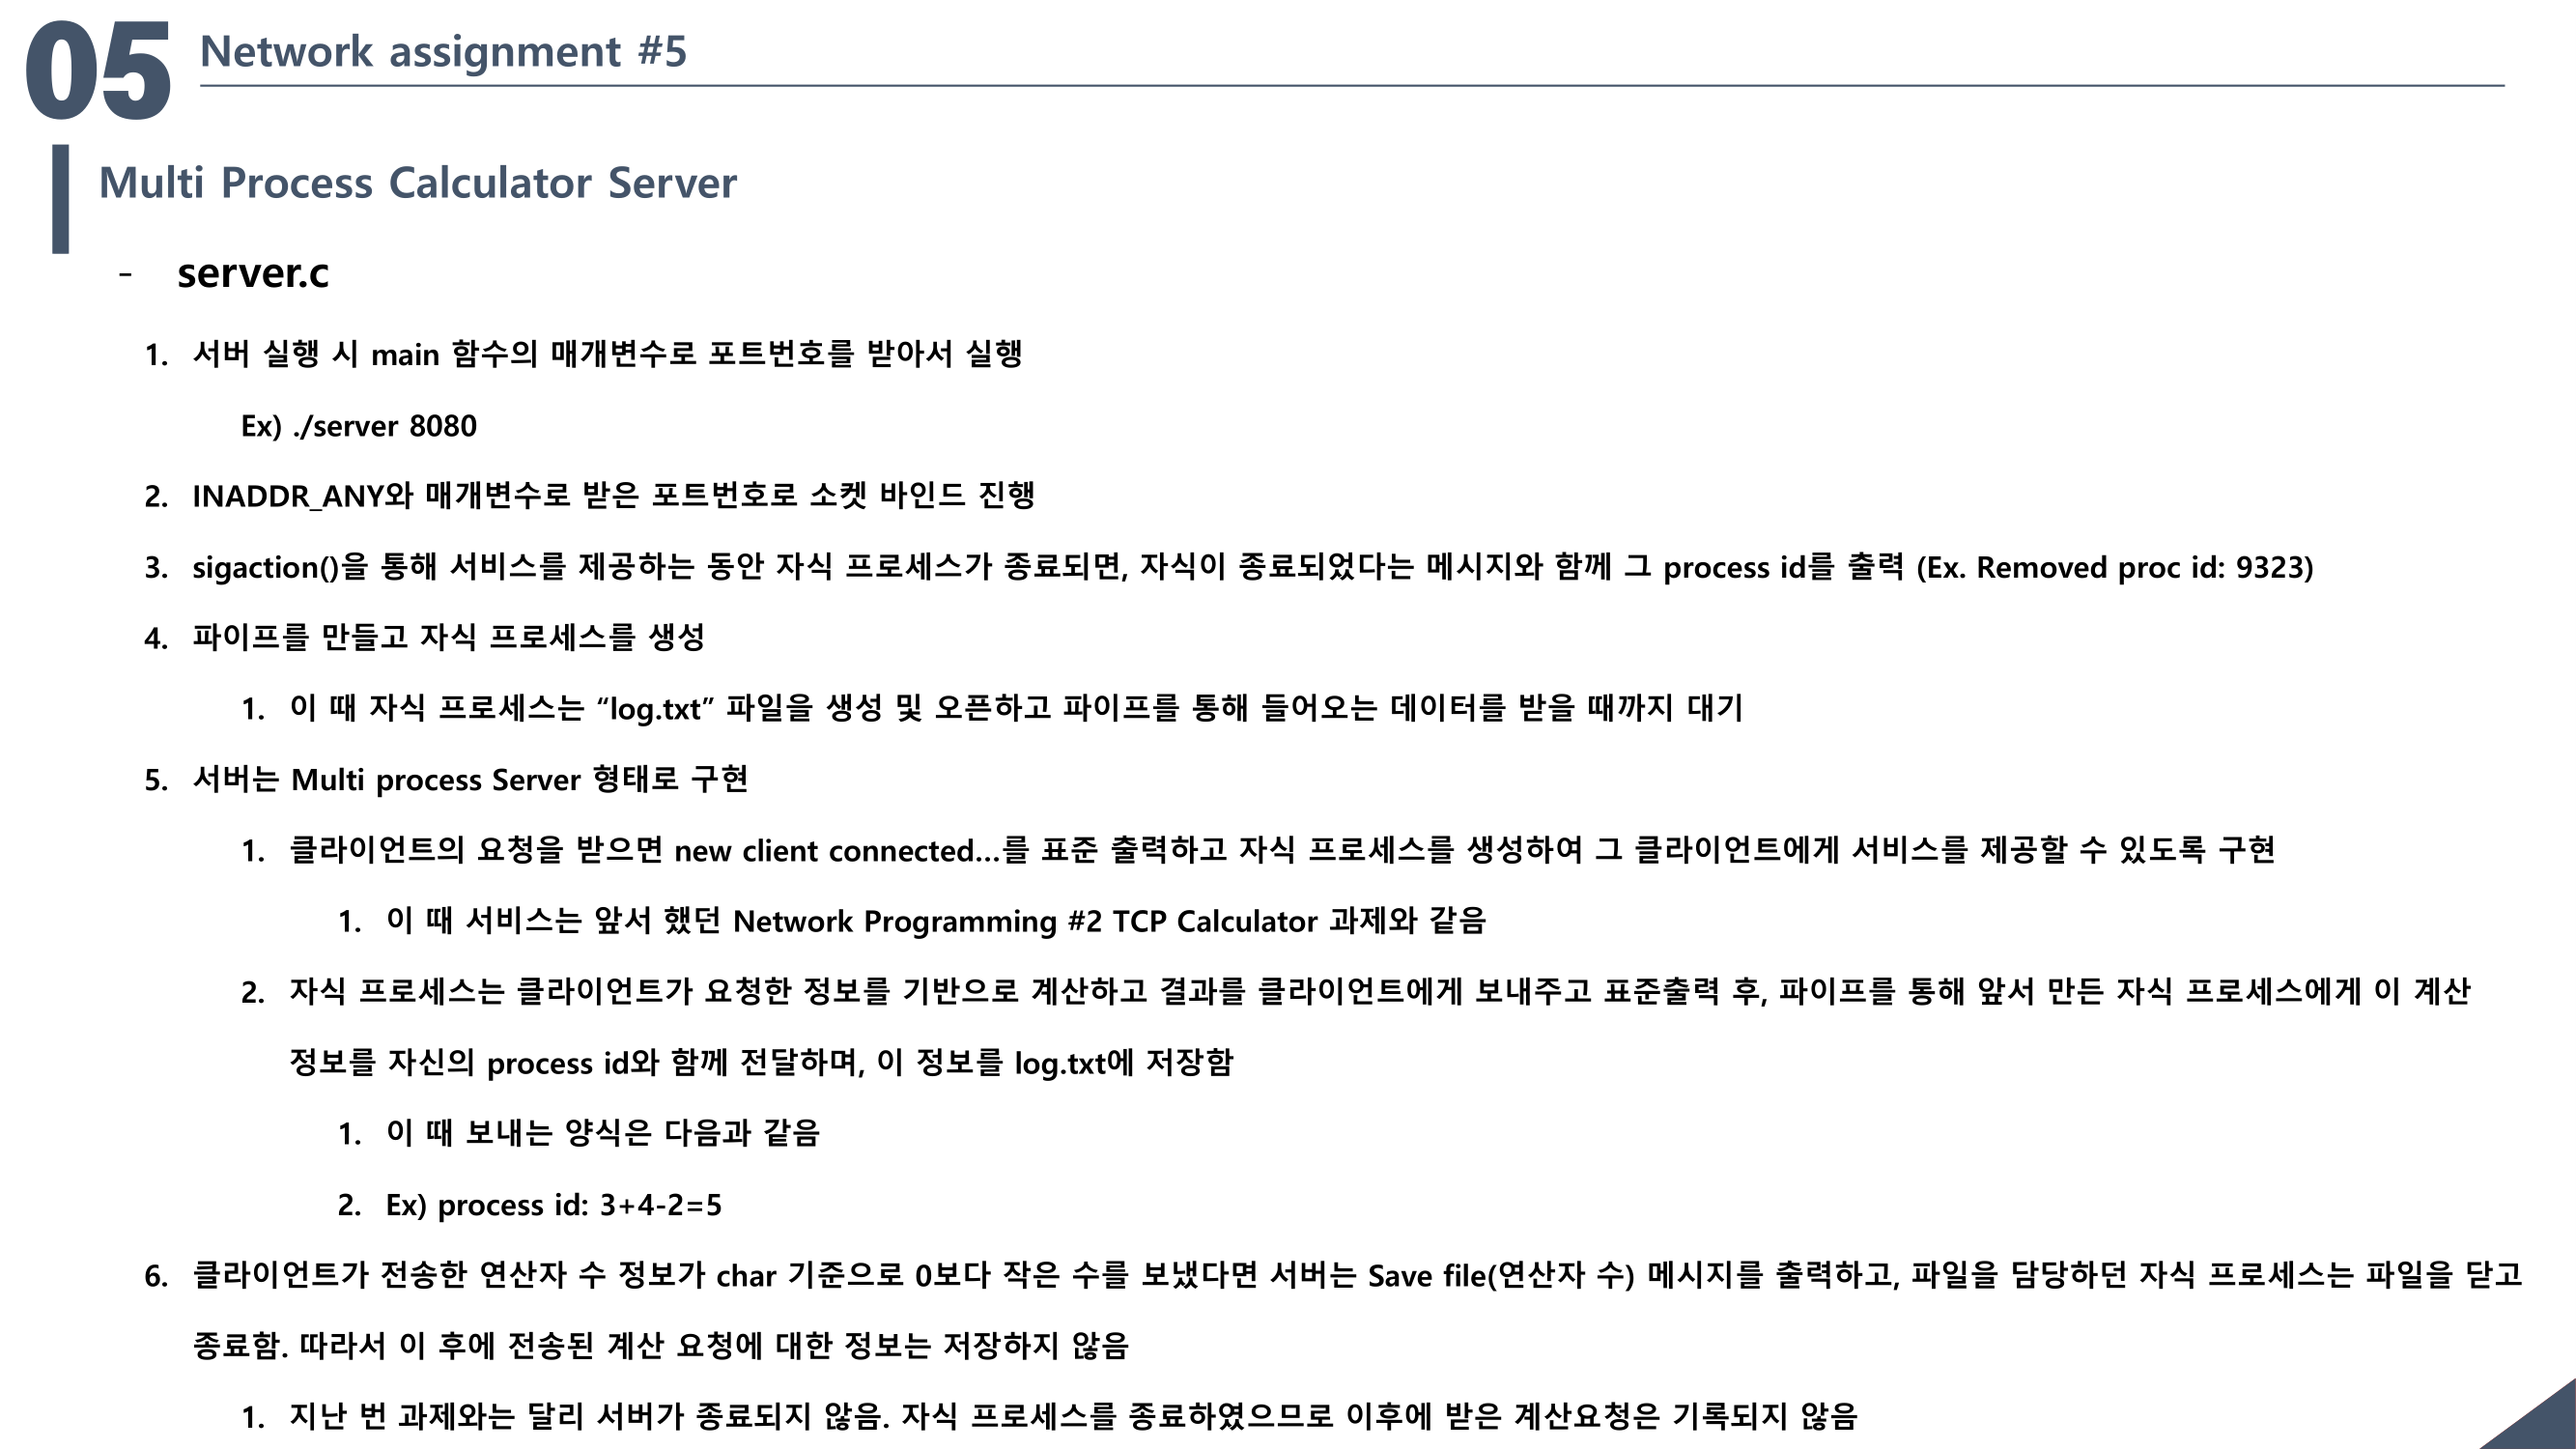 05
Network assignment #5
Multi Process Calculator Server
- server.c
1. 서버 실행 시 main 함수의 매개변수로 포트번호를 받아서 실행
Ex) ./server 8080
2. INADDR_ANY와 매개변수로 받은 포트번호로 소켓 바인드 진행
3. sigaction()을 통해 서비스를 제공하는 동안 자식 프로세스가 종료되면, 자식이 종료되었다는 메시지와 함께 그 process id를 출력 (Ex. Removed proc id: 9323)
4. 파이프를 만들고 자식 프로세스를 생성
1. 이 때 자식 프로세스는 “log.txt” 파일을 생성 및 오픈하고 파이프를 통해 들어오는 데이터를 받을 때까지 대기
5. 서버는 Multi process Server 형태로 구현
1. 클라이언트의 요청을 받으면 new client connected…를 표준 출력하고 자식 프로세스를 생성하여 그 클라이언트에게 서비스를 제공할 수 있도록 구현
1. 이 때 서비스는 앞서 했던 Network Programming #2 TCP Calculator 과제와 같음
2. 자식 프로세스는 클라이언트가 요청한 정보를 기반으로 계산하고 결과를 클라이언트에게 보내주고 표준출력 후, 파이프를 통해 앞서 만든 자식 프로세스에게 이 계산
정보를 자신의 process id와 함께 전달하며, 이 정보를 log.txt에 저장함
1. 이 때 보내는 양식은 다음과 같음
2. Ex) process id: 3+4-2=5
6. 클라이언트가 전송한 연산자 수 정보가 char 기준으로 0보다 작은 수를 보냈다면 서버는 Save file(연산자 수) 메시지를 출력하고, 파일을 담당하던 자식 프로세스는 파일을 닫고
종료함. 따라서 이 후에 전송된 계산 요청에 대한 정보는 저장하지 않음
1. 지난 번 과제와는 달리 서버가 종료되지 않음. 자식 프로세스를 종료하였으므로 이후에 받은 계산요청은 기록되지 않음